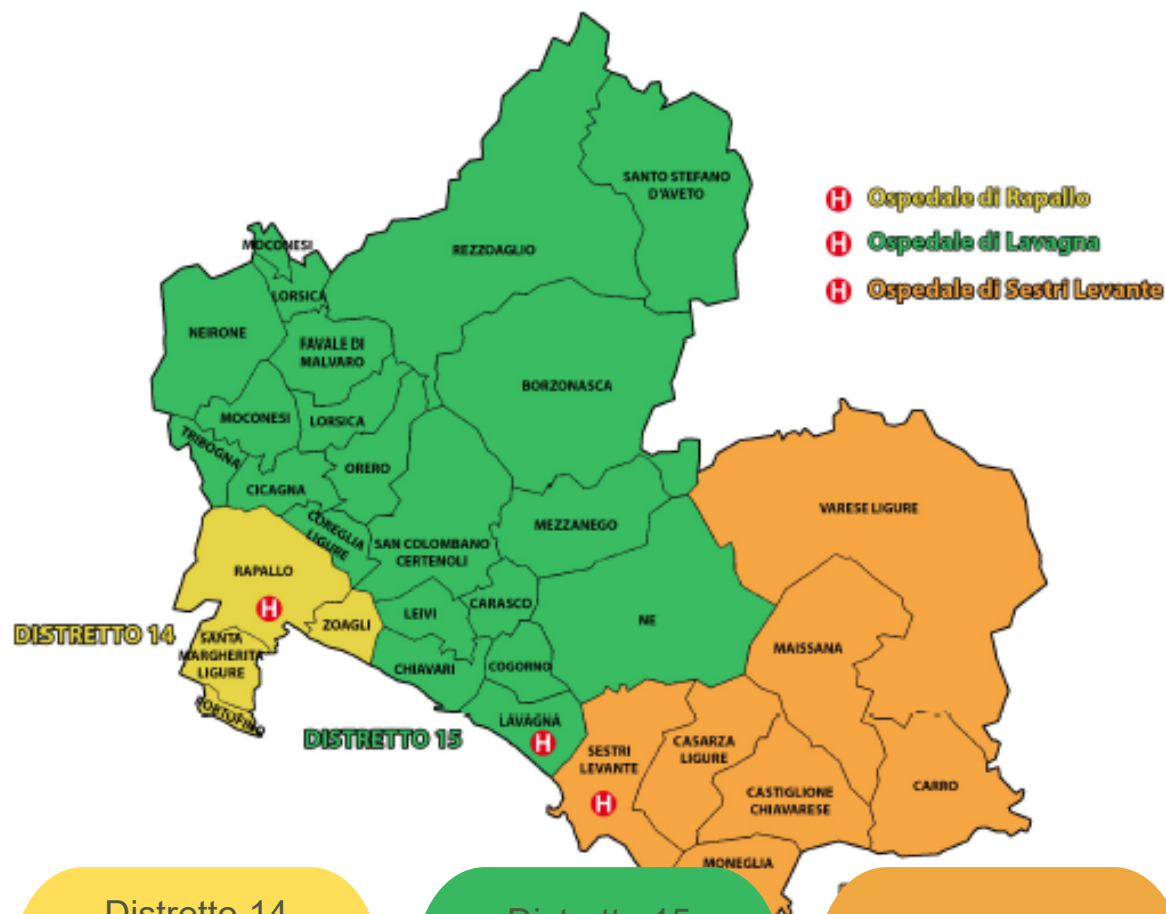 SANTO STEFANO
D'AVETO
H Ospedale di Rapallo
H Ospedale di Lavagna
H Ospedale di Sestri Levante
MOCONESI
REZZOAGLIO
LORSICA
NEIRONE
FAVALE DI
MALVARO
BORZONASCA
MOCONESI
LORSICA
TRIBOGNA
ORERO
CICAGNA
VARESE LIGURE
COREGLIA
LIGURE
MEZZANEGO
SAN COLOMBANO
CERTENOLI
RAPALLO
H
CARASCO
LEIVI
NE
ZOAGLI
DISTRETTO 14
SANTA
MARGHERITA
LIGURE
MAISSANA
CHIAVARI
COGORNO
PORTOFINO
LAVAGNA
H
DISTRETTO 15
SESTRI
LEVANTE
H
CASARZA
LIGURE
CASTIGLIONE
CHIAVARESE
CARRO
MONEGLIA
Distretto 14
Distretto 15